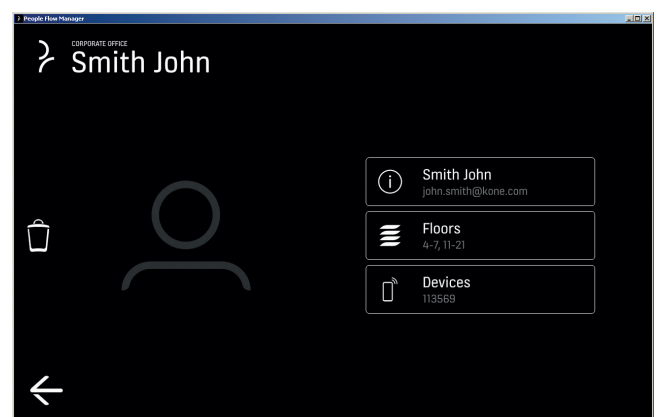 People Flow Manager
CORPORATE OFFICE
Smith John
Smith John
john.smith@kone.com
Floors
4-7, 11-21
Devices
113569